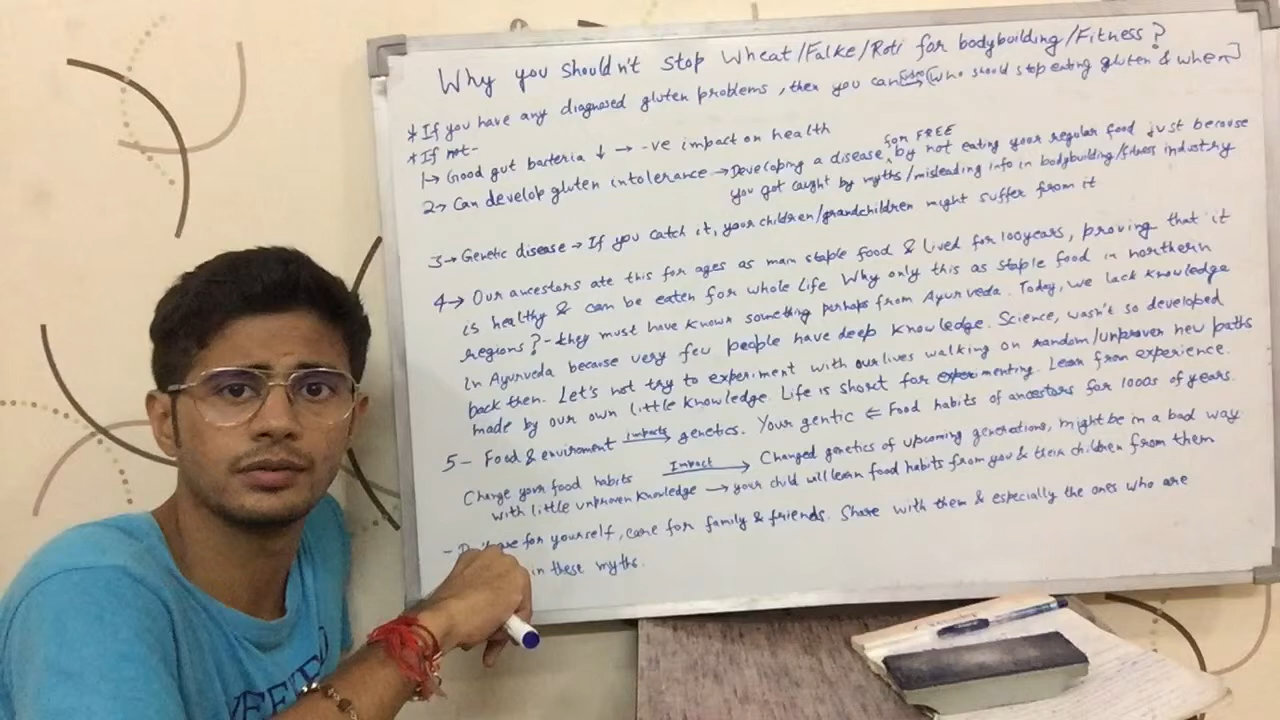 Why you shouldn't stop Wheat/Falke/Roti for bodybuilding/Fitness?
* If you have any diagnosed gluten problems, then you can (who should stop eating gluten & when]
* If not-
1→ Good gut bacteria ↓ → -ve impact on health
for FREE
2→ Can develop gluten intolerance → Developing a disease, by not eating your regular food just because
you got caught by myths/misleading info in bodybuilding/fitness industry
3→ Genetic disease → If you catch it, your children/grandchildren might suffer from it
4→ Our ancestors ate this for ages as main staple food & lived for 100years, proving that it
is healthy & can be eaten for whole life Why only this as staple food in northern
regions? - they must have known something perhaps from Ayurveda. Today, we lack knowledge
in Ayurveda because very few people have deep knowledge. Science, wasn't so developed
back then. Let's not try to experiment with our lives walking on random/unproven new paths
made by our own little knowledge. Life is short for experimenting. Learn from experience.
5- Food & enviroment impacts→ genetics. Your gentic ⇐ Food habits of ancestors for 1000s of years.
Change your food habits Impact→ Changed genetics of upcoming generations, might be in a bad way
with little unproven knowledge → your child will learn food habits from you & their children from them
- for yourself, care for family & friends. Share with them & especially the ones who are
in these myths.